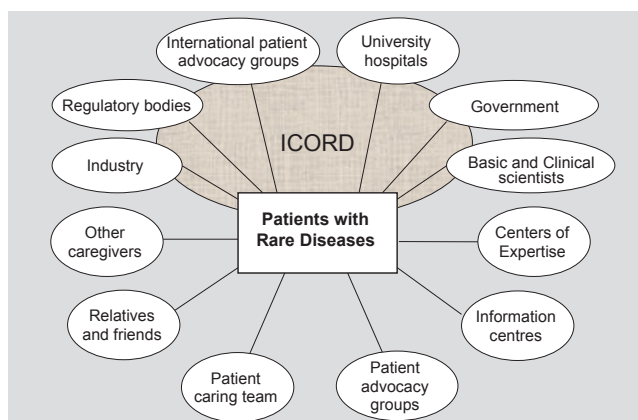 International patient
advocacy groups
University
hospitals
Regulatory bodies
Government
ICORD
Industry
Basic and Clinical
scientists
Patients with
Rare Diseases
Other
caregivers
Centers of
Expertise
Relatives
and friends
Information
centres
Patient
caring team
Patient
advocacy
groups